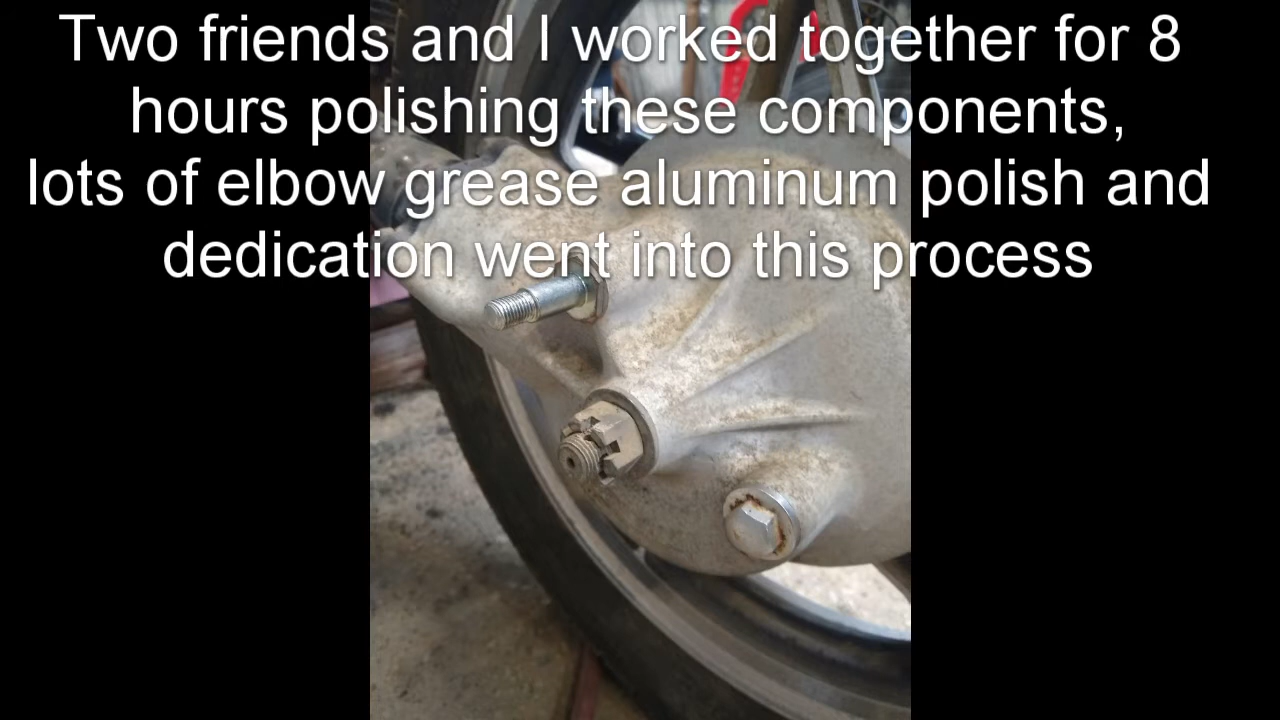 Two friends and I worked together for 8
hours polishing these components,
lots of elbow grease aluminum polish and
dedication went into this process